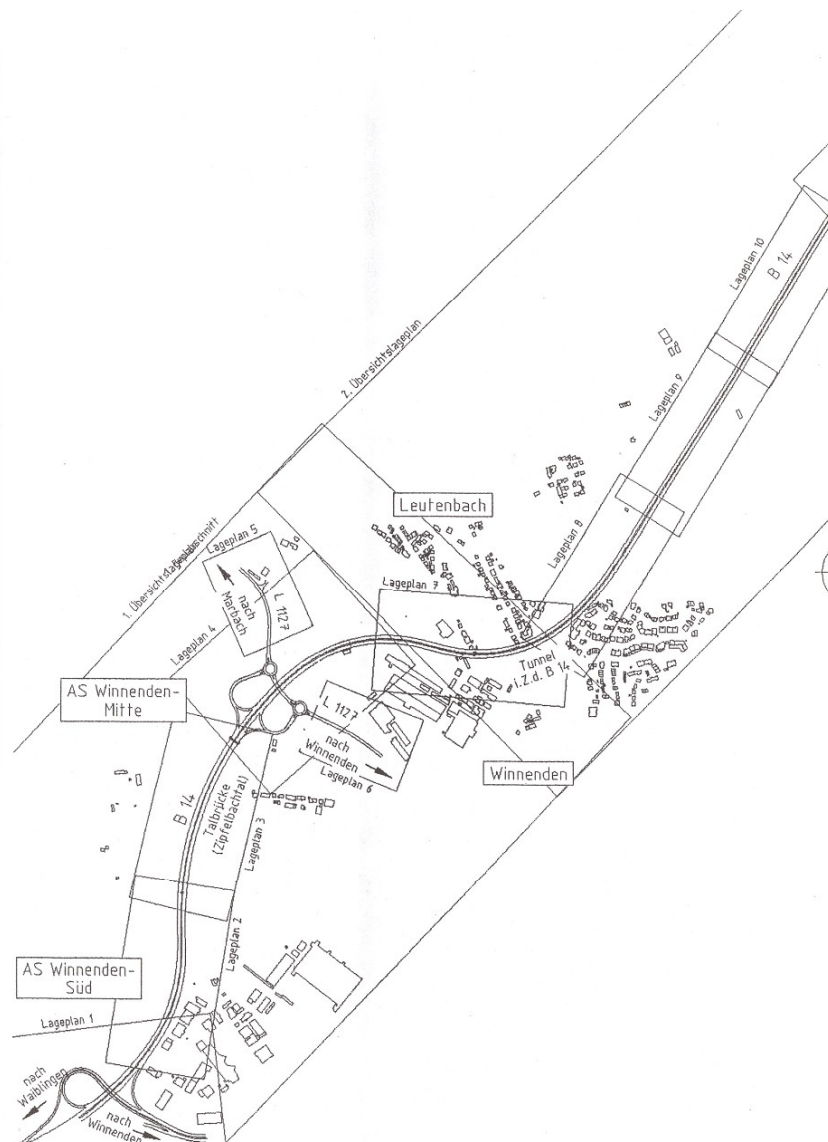 Lageplan 10
B 14
2. Übersichtslageplan
Lageplan 9
Leutenbach
Lageplan 8
1. Übersichtslageplan
Lageplan 5
Lageplan 7
nach
Marbach
L 1127
Lageplan 4
Tunnel
i.Z.d. B 14
AS Winnenden-
Mitte
L 1127
nach
Winnenden
Lageplan 6
Winnenden
B 14
Talbrücke
(Zipfelbachtal)
Lageplan 3
Lageplan 2
AS Winnenden-
Süd
Lageplan 1
nach
Waiblingen
nach
Winnenden